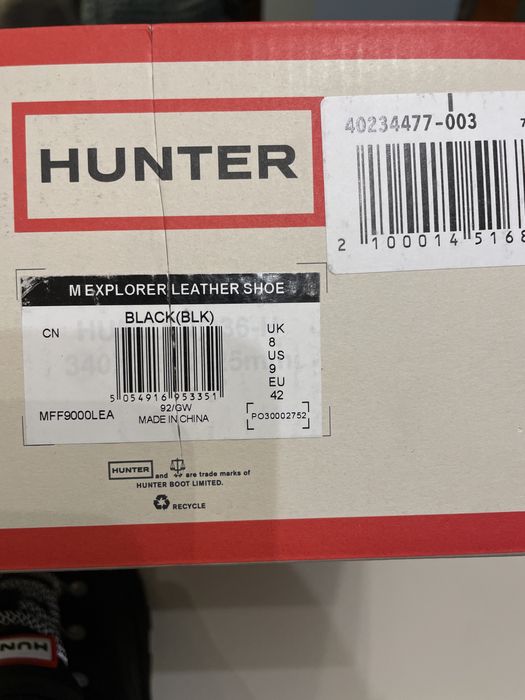 HUNTER
40234477-003
7
2 100014 5168
M EXPLORER LEATHER SHOE
BLACK(BLK)
CN
UK
8
US
9
EU
42
5 054916 953351
92/GW
MADE IN CHINA
MFF9000LEA
PO30002752
HUNTER and are trade marks of
HUNTER BOOT LIMITED.
RECYCLE
HUN